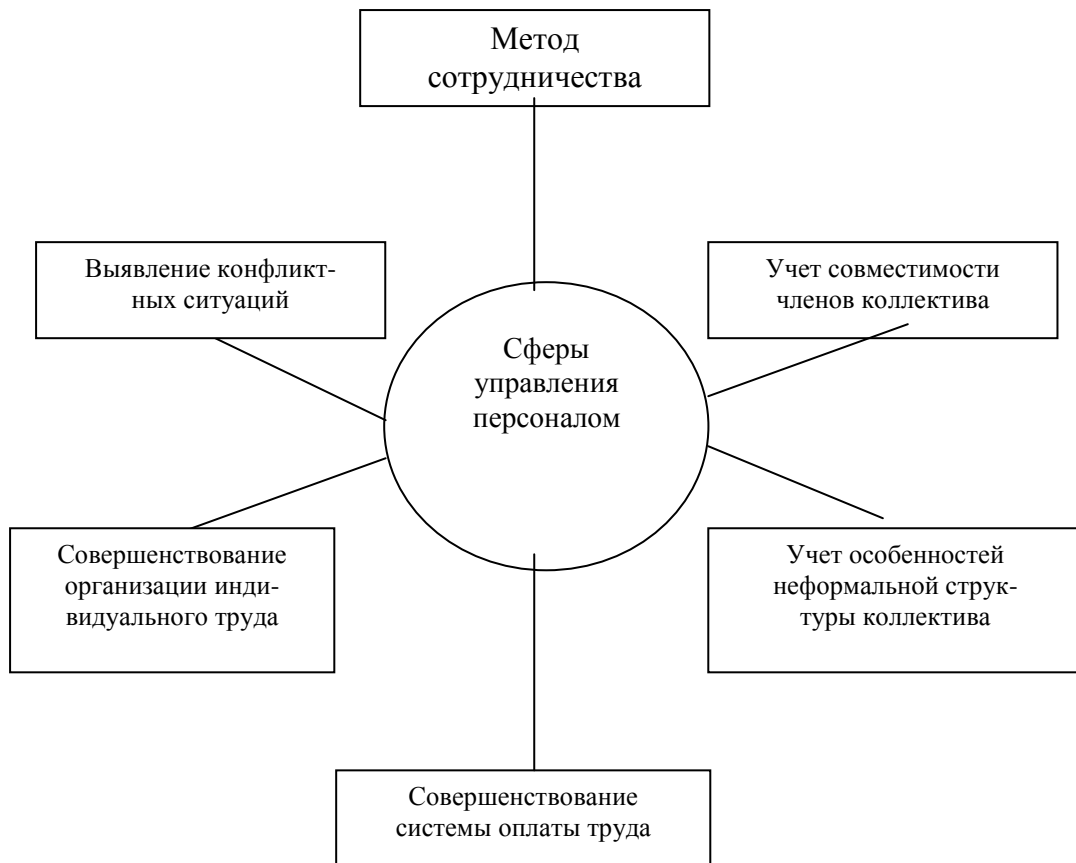 Метод
сотрудничества
Выявление конфликт-
ных ситуаций
Учет совместимости
членов коллектива
Сферы
управления
персоналом
Совершенствование
организации инди-
видуального труда
Учет особенностей
неформальной струк-
туры коллектива
Совершенствование
системы оплаты труда